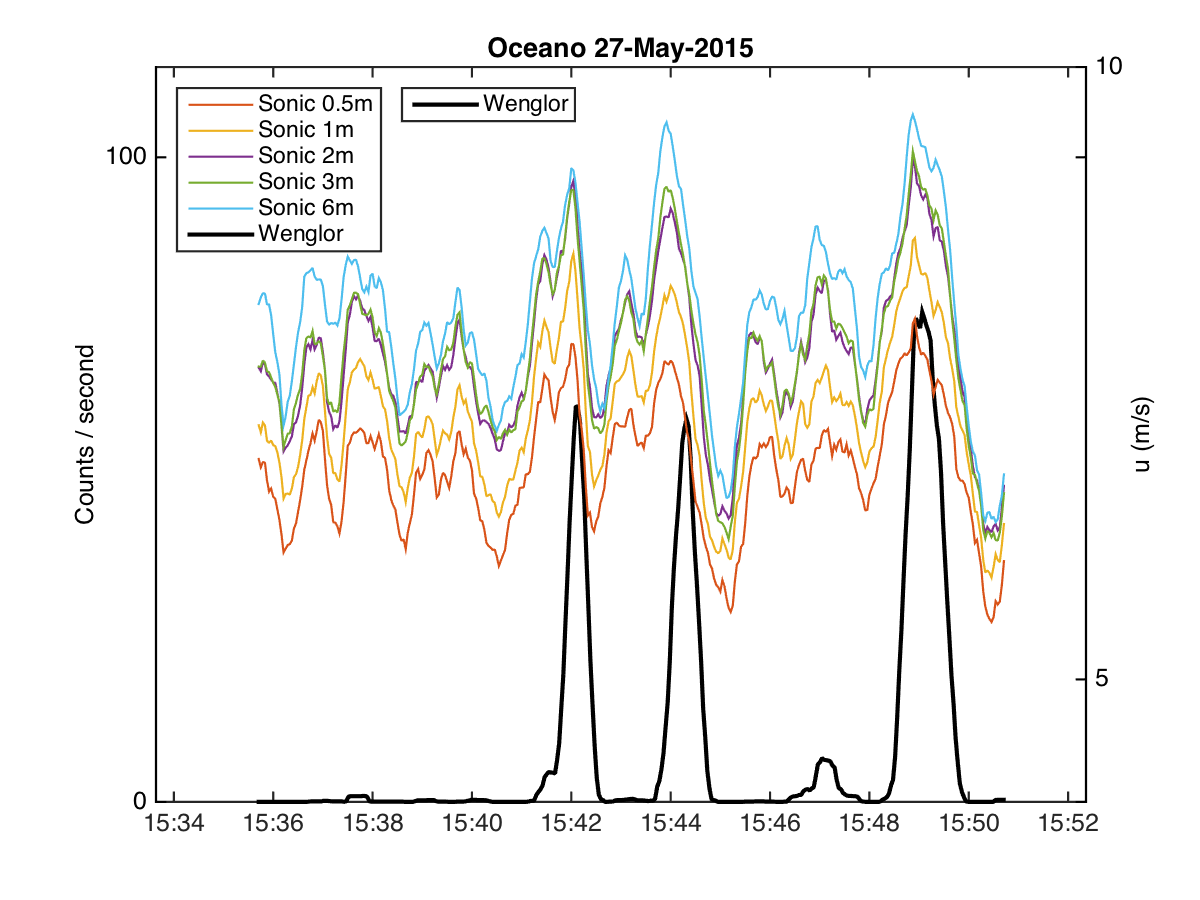 Oceano 27-May-2015
Sonic 0.5m
Sonic 1m
Sonic 2m
Sonic 3m
Sonic 6m
Wenglor
Wenglor
100
0
Counts / second
10
5
u (m/s)
15:34 15:36 15:38 15:40 15:42 15:44 15:46 15:48 15:50 15:52